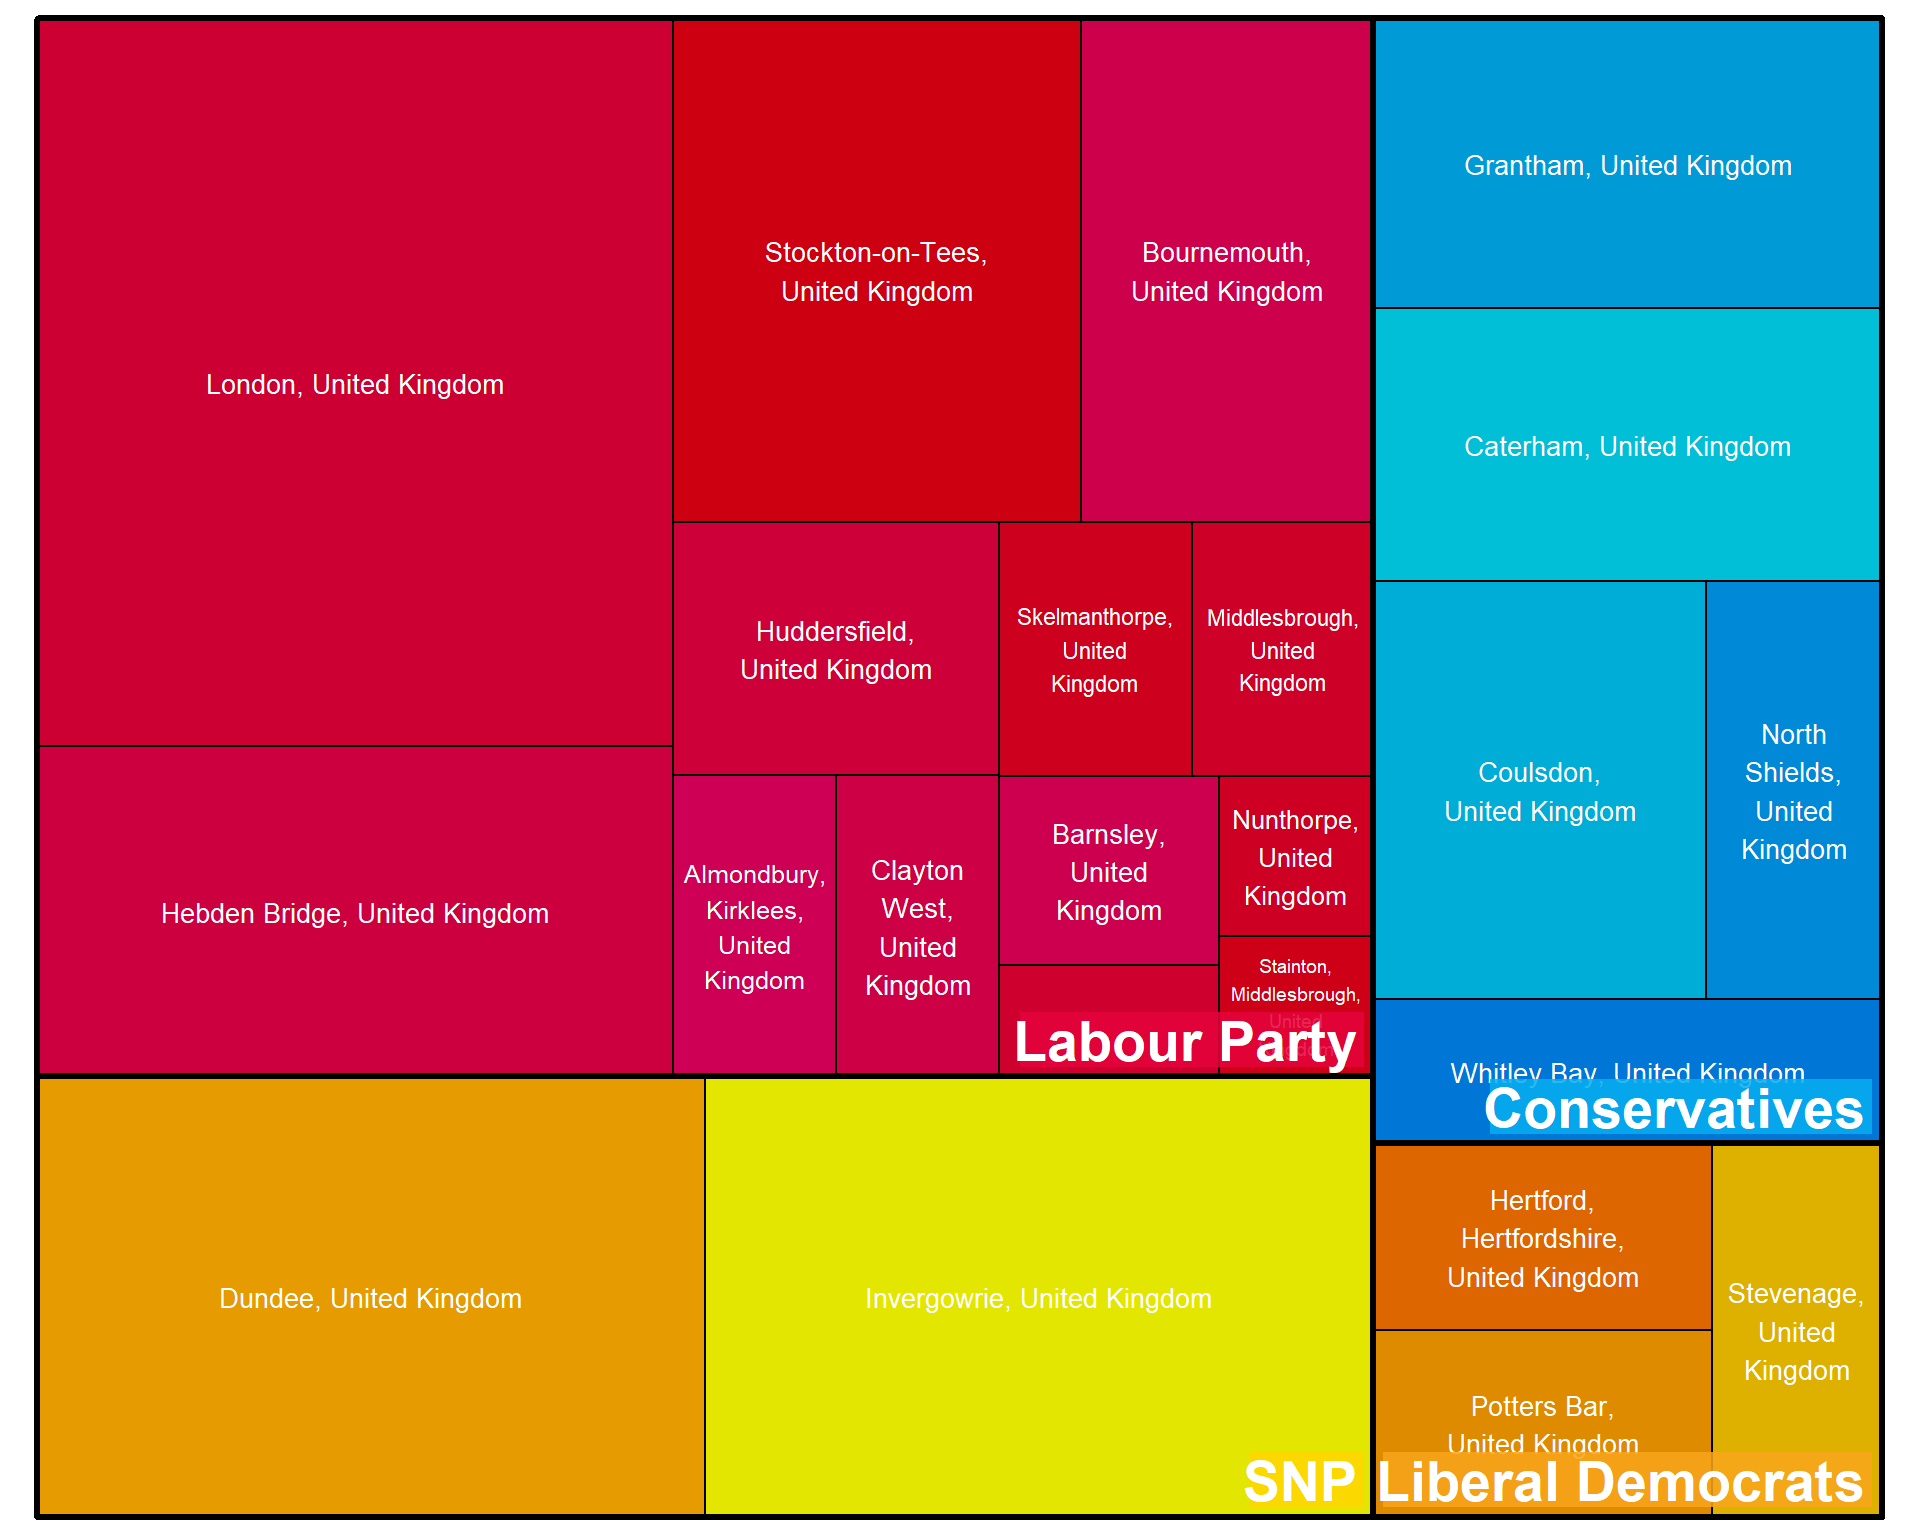 London, United Kingdom
Stockton-on-Tees,
United Kingdom
Bournemouth,
United Kingdom
Grantham, United Kingdom
Caterham, United Kingdom
Huddersfield,
United Kingdom
Skelmanthorpe,
United
Kingdom
Middlesbrough,
United
Kingdom
Coulsdon,
United Kingdom
North
Shields,
United
Kingdom
Hebden Bridge, United Kingdom
Almondbury,
Kirklees,
United
Kingdom
Clayton
West,
United
Kingdom
Barnsley,
United
Kingdom
Nunthorpe,
United
Kingdom
Stainton,
Middlesbrough,
United
Labour Party
Whitley Bay, United Kingdom
Conservatives
Dundee, United Kingdom
Invergowrie, United Kingdom
SNP
Hertford,
Hertfordshire,
United Kingdom
Stevenage,
United
Kingdom
Potters Bar,
United Kingdom
Liberal Democrats